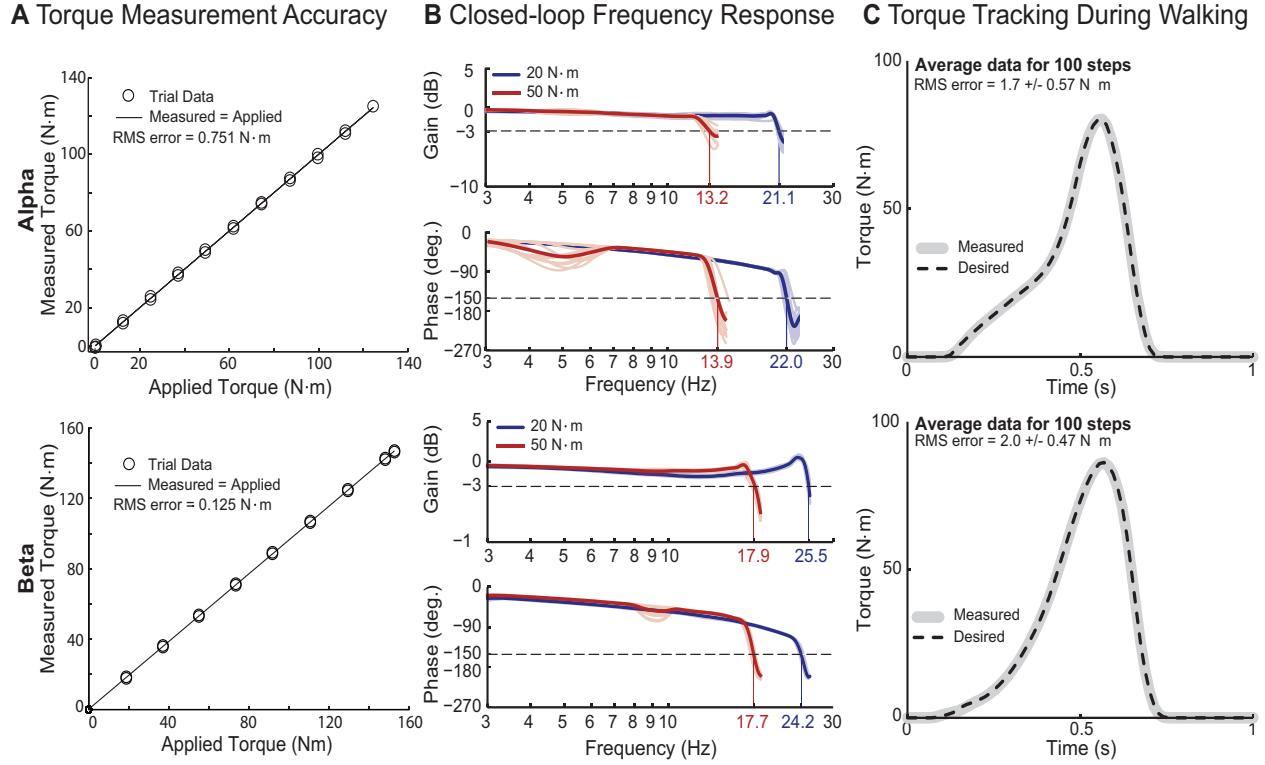 A Torque Measurement Accuracy
B Closed-loop Frequency Response
C Torque Tracking During Walking
Alpha
Measured Torque (N·m)
140
100
60
20
0
Trial Data
Measured = Applied
RMS error = 0.751 N·m
0
20
60
100
140
Applied Torque (N·m)
Gain (dB)
5
0
−3
−10
20 N·m
50 N·m
3
4
5
6
7
8
9
10
13.2
21.1
30
Phase (deg.)
0
−90
−150
−180
−270
3
4
5
6
7
8
9
10
13.9
22.0
30
Frequency (Hz)
Torque (N·m)
100
50
0
Average data for 100 steps
RMS error = 1.7 +/- 0.57 N m
Measured
Desired
0
0.5
1
Time (s)
Beta
Measured Torque (N·m)
160
120
80
40
0
Trial Data
Measured = Applied
RMS error = 0.125 N·m
0
40
80
120
160
Applied Torque (Nm)
Gain (dB)
5
0
−3
−1
20 N·m
50 N·m
3
4
5
6
7
8
9
10
17.9
25.5
30
Phase (deg.)
0
−90
−150
−180
−270
3
4
5
6
7
8
9
10
17.7
24.2
30
Frequency (Hz)
Torque (N·m)
100
50
0
Average data for 100 steps
RMS error = 2.0 +/- 0.47 N m
Measured
Desired
0
0.5
1
Time (s)